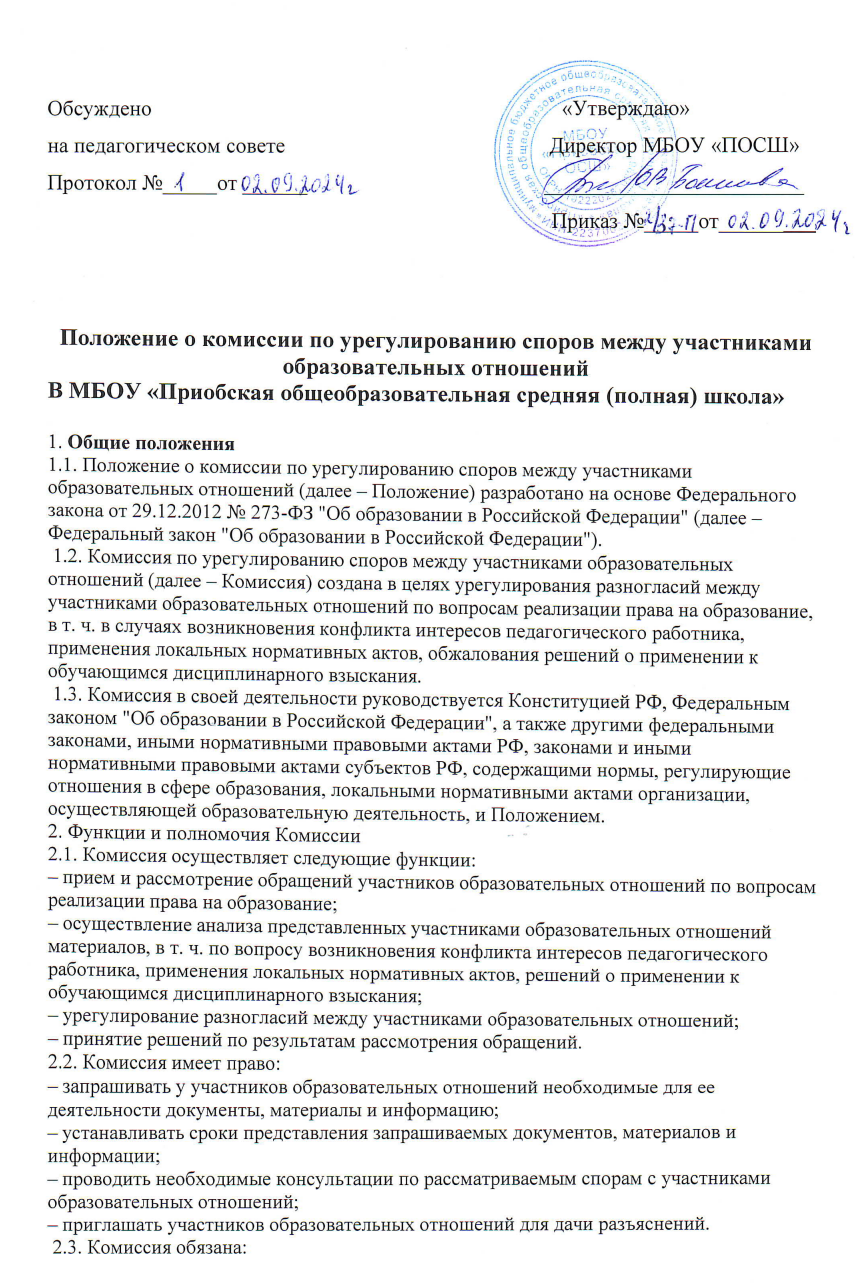 Обсуждено «Утверждаю»
на педагогическом совете Директор МБОУ «ПОСШ»
Протокол № 1 от 02.09.2024г
Приказ № от 02.09.2024г
Положение о комиссии по урегулированию споров между участниками
образовательных отношений
В МБОУ «Приобская общеобразовательная средняя (полная) школа»
1. Общие положения
1.1. Положение о комиссии по урегулированию споров между участниками
образовательных отношений (далее – Положение) разработано на основе Федерального
закона от 29.12.2012 № 273-ФЗ "Об образовании в Российской Федерации" (далее –
Федеральный закон "Об образовании в Российской Федерации").
1.2. Комиссия по урегулированию споров между участниками образовательных
отношений (далее – Комиссия) создана в целях урегулирования разногласий между
участниками образовательных отношений по вопросам реализации права на образование,
в т. ч. в случаях возникновения конфликта интересов педагогического работника,
применения локальных нормативных актов, обжалования решений о применении к
обучающимся дисциплинарного взыскания.
1.3. Комиссия в своей деятельности руководствуется Конституцией РФ, Федеральным
законом "Об образовании в Российской Федерации", а также другими федеральными
законами, иными нормативными правовыми актами РФ, законами и иными
нормативными правовыми актами субъектов РФ, содержащими нормы, регулирующие
отношения в сфере образования, локальными нормативными актами организации,
осуществляющей образовательную деятельность, и Положением.
2. Функции и полномочия Комиссии
2.1. Комиссия осуществляет следующие функции:
– прием и рассмотрение обращений участников образовательных отношений по вопросам
реализации права на образование;
– осуществление анализа представленных участниками образовательных отношений
материалов, в т. ч. по вопросу возникновения конфликта интересов педагогического
работника, применения локальных нормативных актов, решений о применении к
обучающимся дисциплинарного взыскания;
– урегулирование разногласий между участниками образовательных отношений;
– принятие решений по результатам рассмотрения обращений.
2.2. Комиссия имеет право:
– запрашивать у участников образовательных отношений необходимые для ее
деятельности документы, материалы и информацию;
– устанавливать сроки представления запрашиваемых документов, материалов и
информации;
– проводить необходимые консультации по рассматриваемым спорам с участниками
образовательных отношений;
– приглашать участников образовательных отношений для дачи разъяснений.
2.3. Комиссия обязана: